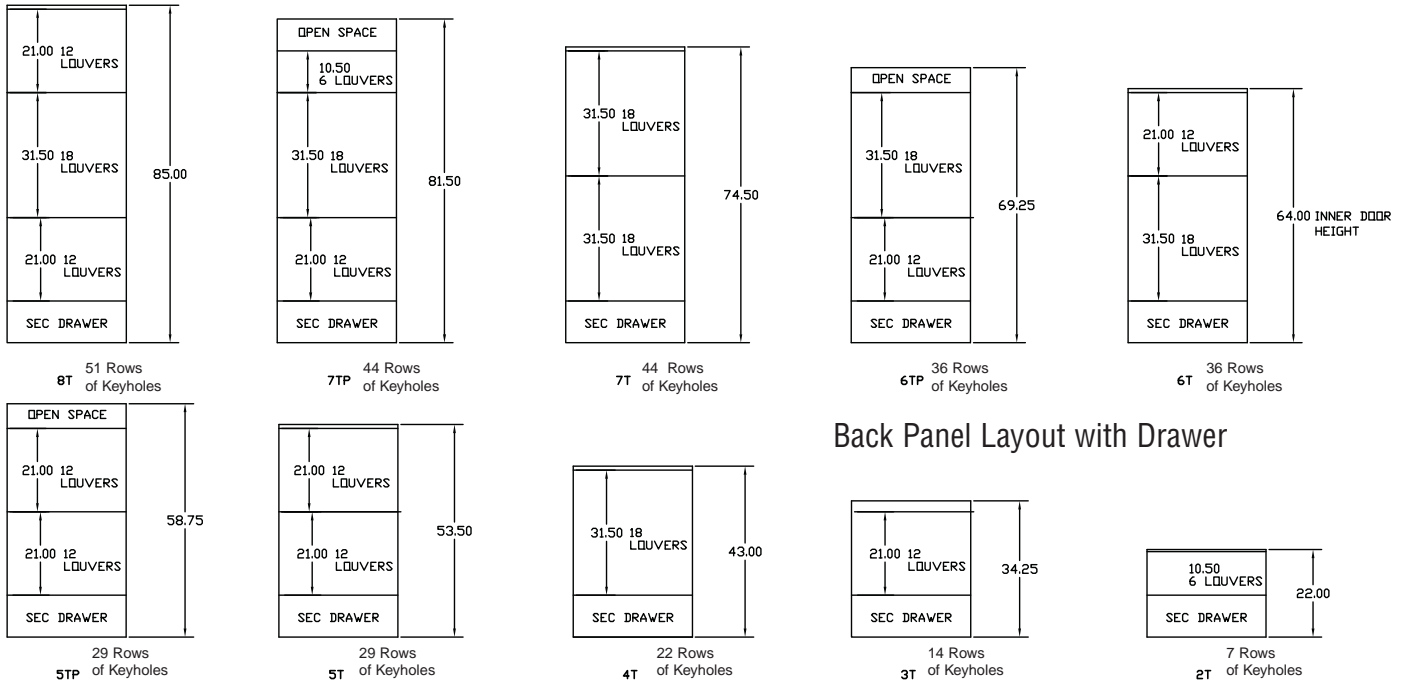 21.00 12
LOUVERS
31.50 18
LOUVERS
21.00 12
LOUVERS
SEC DRAWER
85.00
8T
51 Rows
of Keyholes
OPEN SPACE
10.50
6 LOUVERS
31.50 18
LOUVERS
21.00 12
LOUVERS
SEC DRAWER
81.50
7TP
44 Rows
of Keyholes
31.50 18
LOUVERS
31.50 18
LOUVERS
SEC DRAWER
74.50
7T
44 Rows
of Keyholes
OPEN SPACE
31.50 18
LOUVERS
21.00 12
LOUVERS
SEC DRAWER
69.25
6TP
36 Rows
of Keyholes
21.00 12
LOUVERS
31.50 18
LOUVERS
SEC DRAWER
64.00 INNER DOOR
HEIGHT
6T
36 Rows
of Keyholes
OPEN SPACE
21.00 12
LOUVERS
21.00 12
LOUVERS
SEC DRAWER
58.75
5TP
29 Rows
of Keyholes
21.00 12
LOUVERS
21.00 12
LOUVERS
SEC DRAWER
53.50
5T
29 Rows
of Keyholes
31.50 18
LOUVERS
SEC DRAWER
43.00
4T
22 Rows
of Keyholes
Back Panel Layout with Drawer
21.00 12
LOUVERS
SEC DRAWER
34.25
3T
14 Rows
of Keyholes
10.50
6 LOUVERS
SEC DRAWER
22.00
2T
7 Rows
of Keyholes